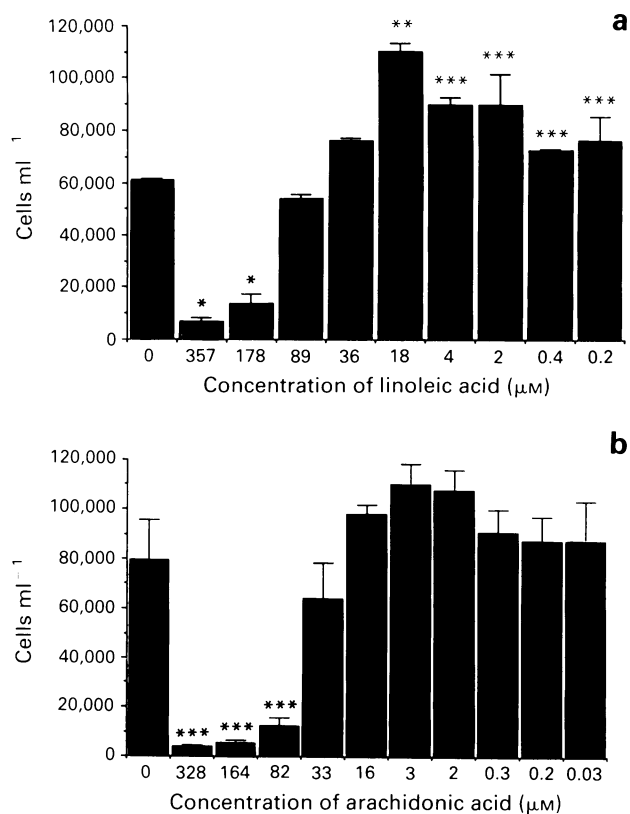 a
120,000
100,000
80,000
60,000
40,000
20,000
0
Cells ml ¹
** *** *** *** ***
* *
0 357 178 89 36 18 4 2 0.4 0.2
Concentration of linoleic acid (µM)
b
120,000
100,000
80,000
60,000
40,000
20,000
0
Cells ml⁻¹
*** *** ***
0 328 164 82 33 16 3 2 0.3 0.2 0.03
Concentration of arachidonic acid (µM)